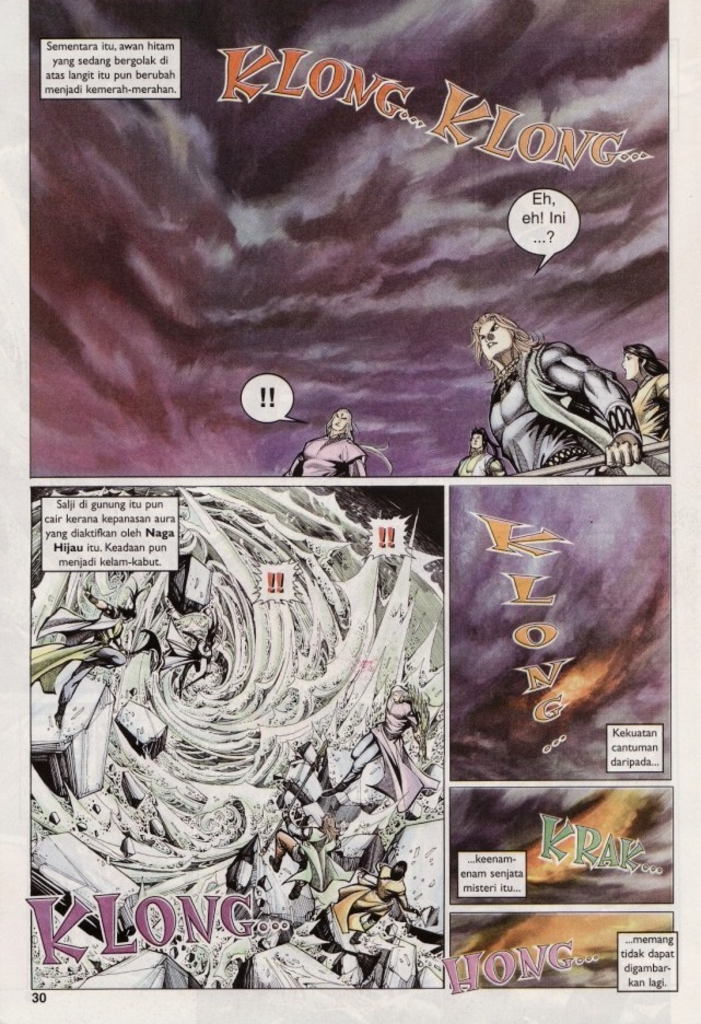 Sementara itu, awan hitam
yang sedang bergolak di
atas langit itu pun berubah
menjadi kemerah-merahan.
KLONG... KLONG...
Eh,
eh! Ini
...?
!!
Salji di gunung itu pun
cair kerana kepanasan aura
yang diaktifkan oleh Naga
Hijau itu. Keadaan pun
menjadi kelam-kabut.
!!
!!
KLONG...
KLONG...
Kekuatan
cantuman
daripada...
KRAK...
...keenam-
enam senjata
misteri itu...
HONG...
...memang
tidak dapat
digambar-
kan lagi.
30